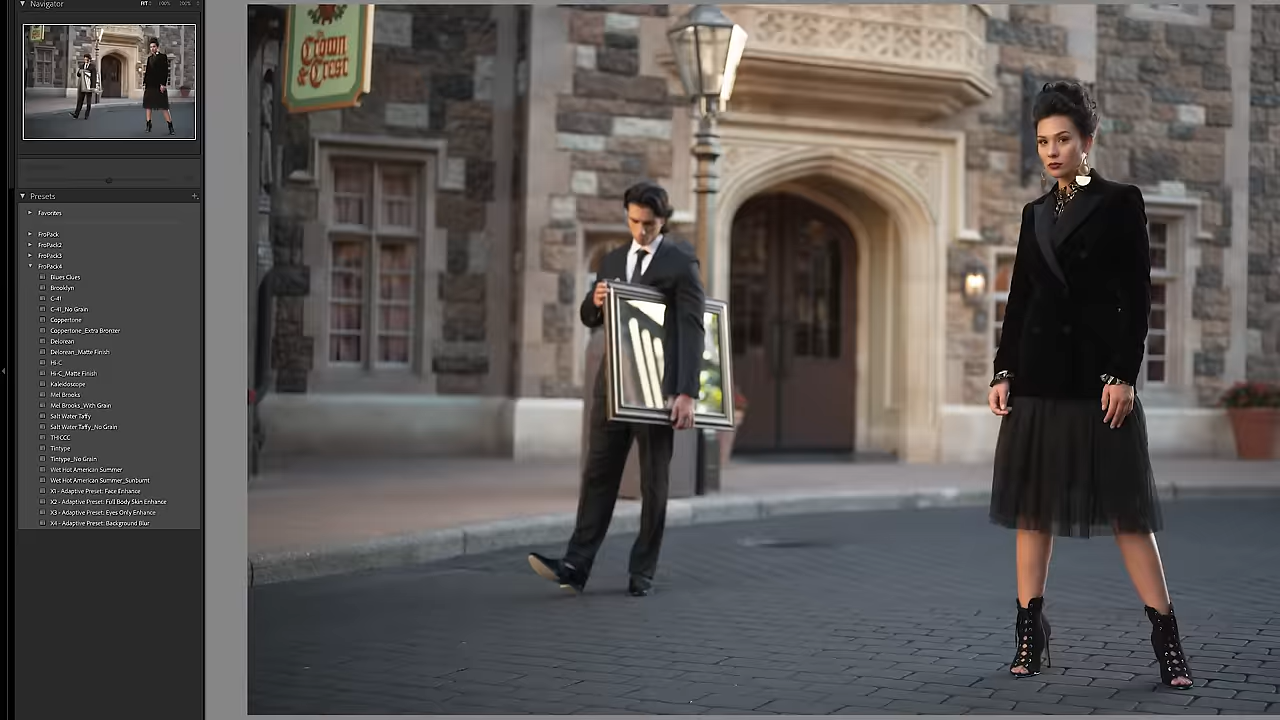 Navigator
FIT
100%
200%
Presets
Favorites
FroPack
FroPack2
FroPack3
FroPack4
Blues Clues
Brooklyn
C-41
C-41_No Grain
Coppertone
Coppertone_Extra Bronzer
Delorean
Delorean_Matte Finish
Hi-C
Hi-C_Matte Finish
Kaleidoscope
Mel Brooks
Mel Brooks_With Grain
Salt Water Taffy
Salt Water Taffy_No Grain
THICCC
Tintype
Tintype_No Grain
Wet Hot American Summer
Wet Hot American Summer_Sunburnt
X1 - Adaptive Preset: Face Enhance
X2 - Adaptive Preset: Full Body Skin Enhance
X3 - Adaptive Preset: Eyes Only Enhance
X4 - Adaptive Preset: Background Blur
Crown
& Crest